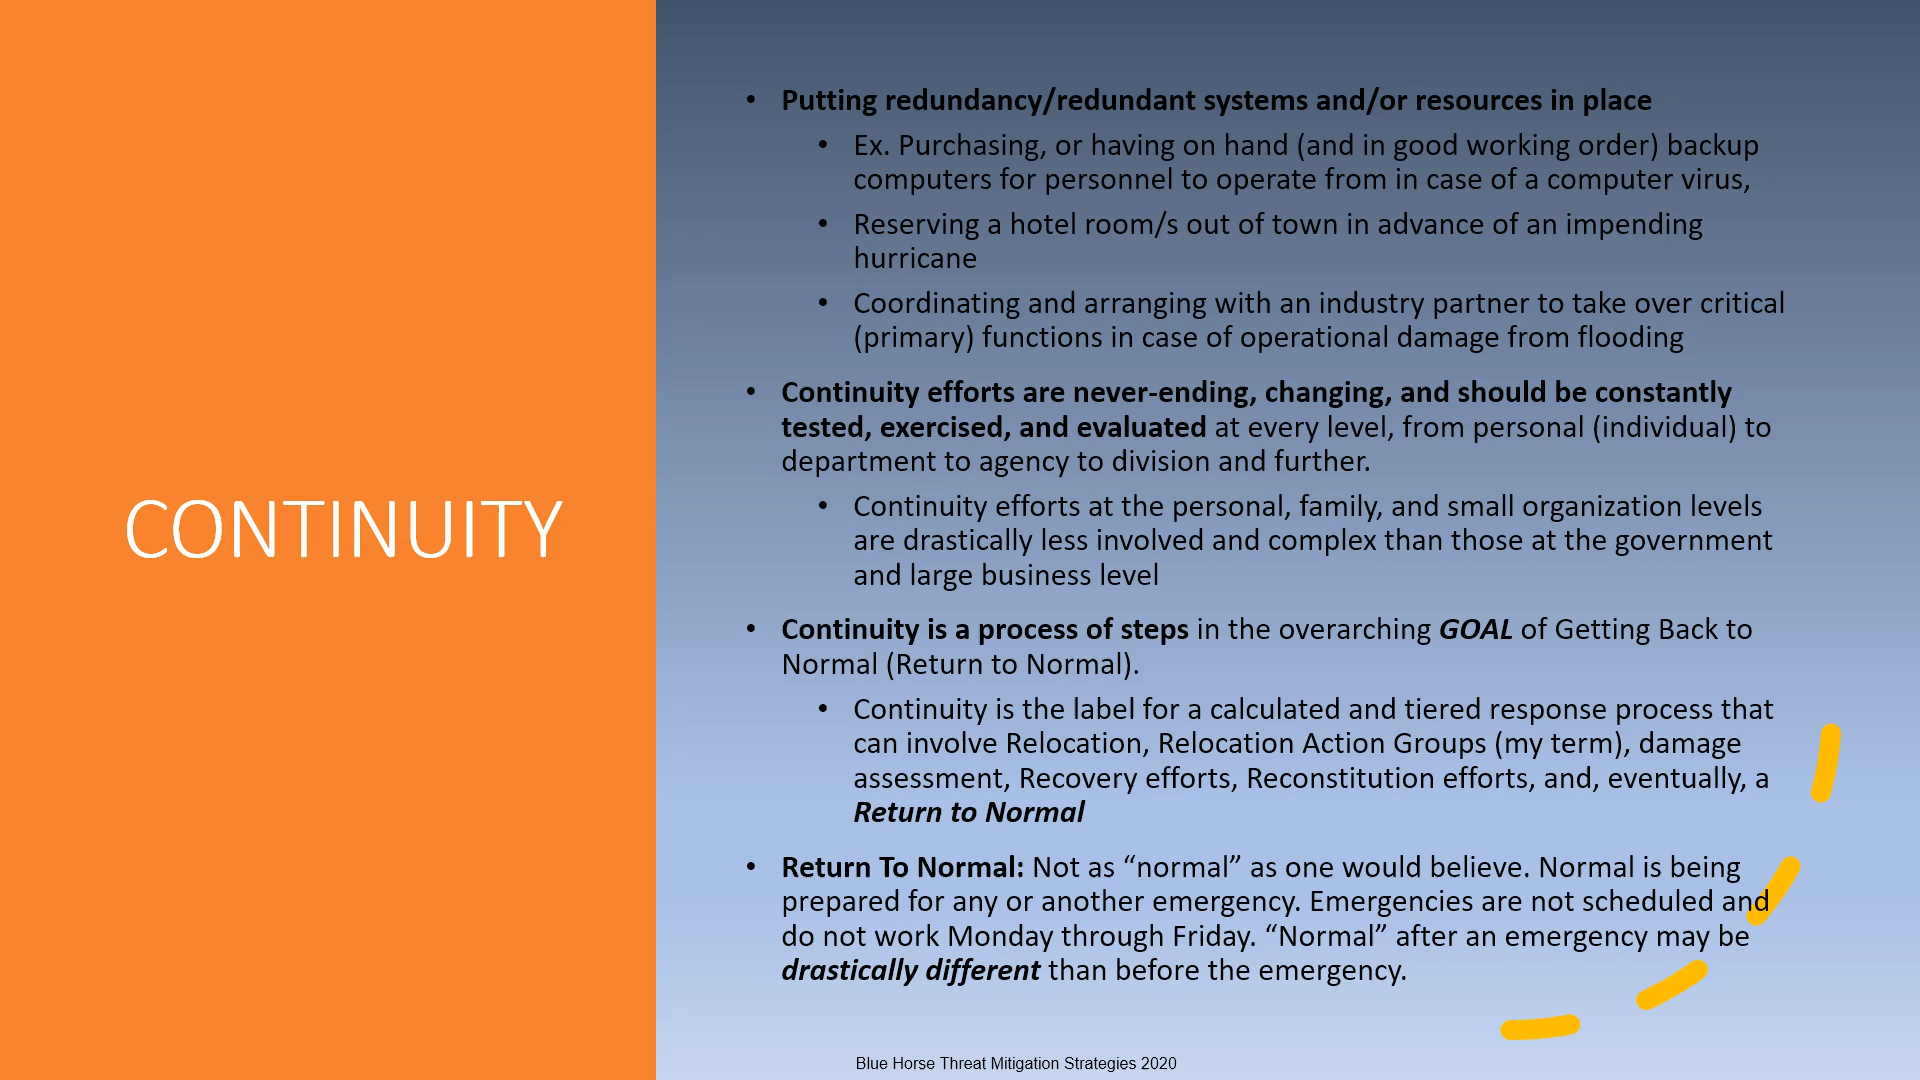 CONTINUITY
• Putting redundancy/redundant systems and/or resources in place
• Ex. Purchasing, or having on hand (and in good working order) backup
computers for personnel to operate from in case of a computer virus,
• Reserving a hotel room/s out of town in advance of an impending
hurricane
• Coordinating and arranging with an industry partner to take over critical
(primary) functions in case of operational damage from flooding
• Continuity efforts are never-ending, changing, and should be constantly
tested, exercised, and evaluated at every level, from personal (individual) to
department to agency to division and further.
• Continuity efforts at the personal, family, and small organization levels
are drastically less involved and complex than those at the government
and large business level
• Continuity is a process of steps in the overarching GOAL of Getting Back to
Normal (Return to Normal).
• Continuity is the label for a calculated and tiered response process that
can involve Relocation, Relocation Action Groups (my term), damage
assessment, Recovery efforts, Reconstitution efforts, and, eventually, a
Return to Normal
• Return To Normal: Not as “normal” as one would believe. Normal is being
prepared for any or another emergency. Emergencies are not scheduled and
do not work Monday through Friday. “Normal” after an emergency may be
drastically different than before the emergency.
Blue Horse Threat Mitigation Strategies 2020